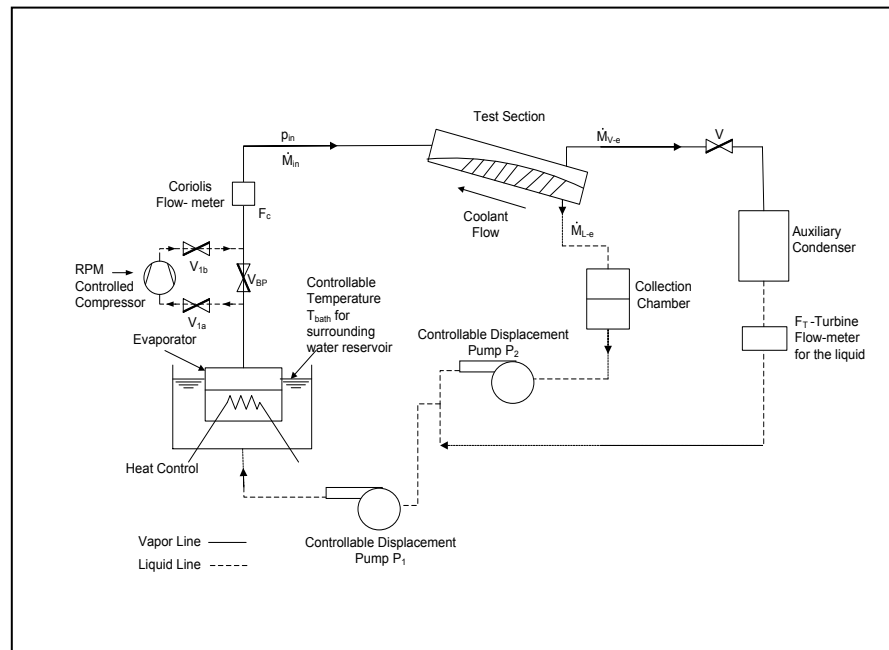 Test Section
p_in
Ṁ_in
Ṁ_V-e
V
Coriolis
Flow- meter
F_c
Coolant
Flow
Ṁ_L-e
Auxiliary
Condenser
V_1b
RPM
Controlled
Compressor
V_BP
V_1a
Controllable
Temperature
T_bath for
surrounding
water reservoir
Collection
Chamber
F_T -Turbine
Flow-meter
for the liquid
Evaporator
Controllable Displacement
Pump P_2
Heat Control
Controllable Displacement
Pump P_1
Vapor Line
Liquid Line